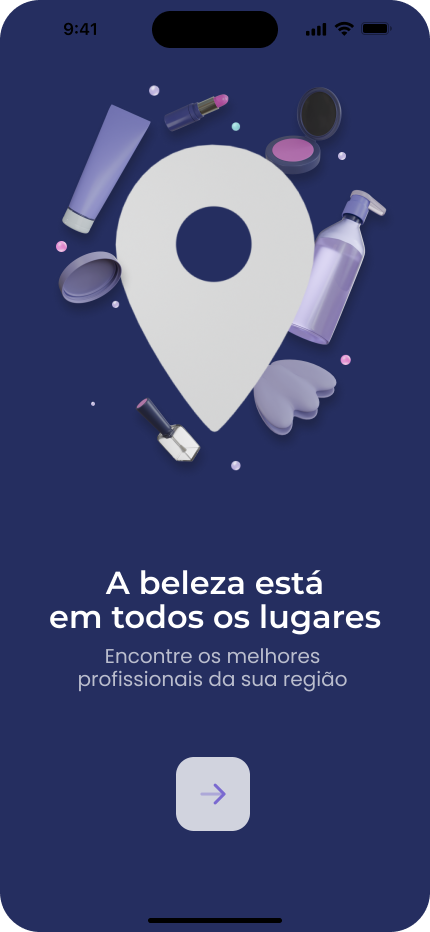 9:41
A beleza está
em todos os lugares
Encontre os melhores
profissionais da sua região